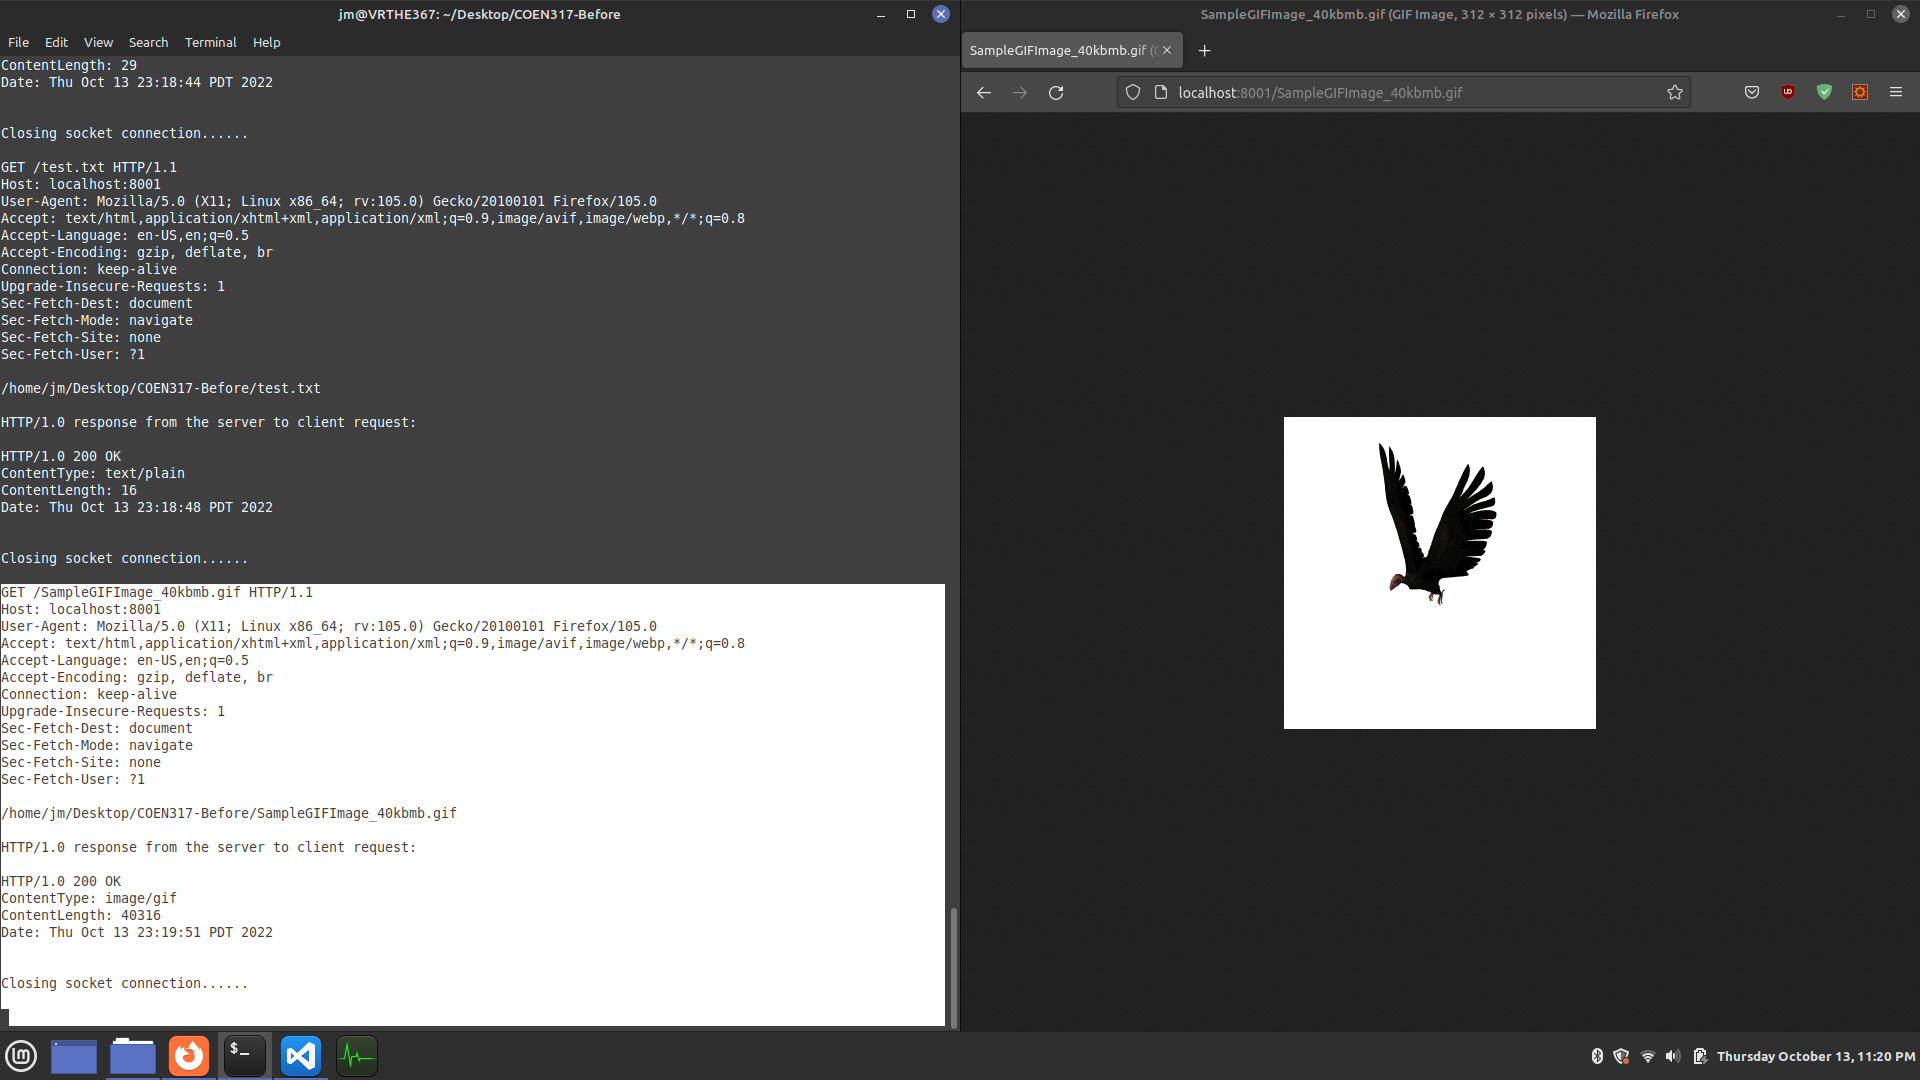 jm@VRTHE367: ~/Desktop/COEN317-Before
File Edit View Search Terminal Help
ContentLength: 29
Date: Thu Oct 13 23:18:44 PDT 2022
Closing socket connection......
GET /test.txt HTTP/1.1
Host: localhost:8001
User-Agent: Mozilla/5.0 (X11; Linux x86_64; rv:105.0) Gecko/20100101 Firefox/105.0
Accept: text/html,application/xhtml+xml,application/xml;q=0.9,image/avif,image/webp,*/*;q=0.8
Accept-Language: en-US,en;q=0.5
Accept-Encoding: gzip, deflate, br
Connection: keep-alive
Upgrade-Insecure-Requests: 1
Sec-Fetch-Dest: document
Sec-Fetch-Mode: navigate
Sec-Fetch-Site: none
Sec-Fetch-User: ?1
/home/jm/Desktop/COEN317-Before/test.txt
HTTP/1.0 response from the server to client request:
HTTP/1.0 200 OK
ContentType: text/plain
ContentLength: 16
Date: Thu Oct 13 23:18:48 PDT 2022
Closing socket connection......
GET /SampleGIFImage_40kbmb.gif HTTP/1.1
Host: localhost:8001
User-Agent: Mozilla/5.0 (X11; Linux x86_64; rv:105.0) Gecko/20100101 Firefox/105.0
Accept: text/html,application/xhtml+xml,application/xml;q=0.9,image/avif,image/webp,*/*;q=0.8
Accept-Language: en-US,en;q=0.5
Accept-Encoding: gzip, deflate, br
Connection: keep-alive
Upgrade-Insecure-Requests: 1
Sec-Fetch-Dest: document
Sec-Fetch-Mode: navigate
Sec-Fetch-Site: none
Sec-Fetch-User: ?1
/home/jm/Desktop/COEN317-Before/SampleGIFImage_40kbmb.gif
HTTP/1.0 response from the server to client request:
HTTP/1.0 200 OK
ContentType: image/gif
ContentLength: 40316
Date: Thu Oct 13 23:19:51 PDT 2022
Closing socket connection......
SampleGIFImage_40kbmb.gif (GIF Image, 312 × 312 pixels) — Mozilla Firefox
SampleGIFImage_40kbmb.gif (
localhost:8001/SampleGIFImage_40kbmb.gif
$_
Thursday October 13, 11:20 PM